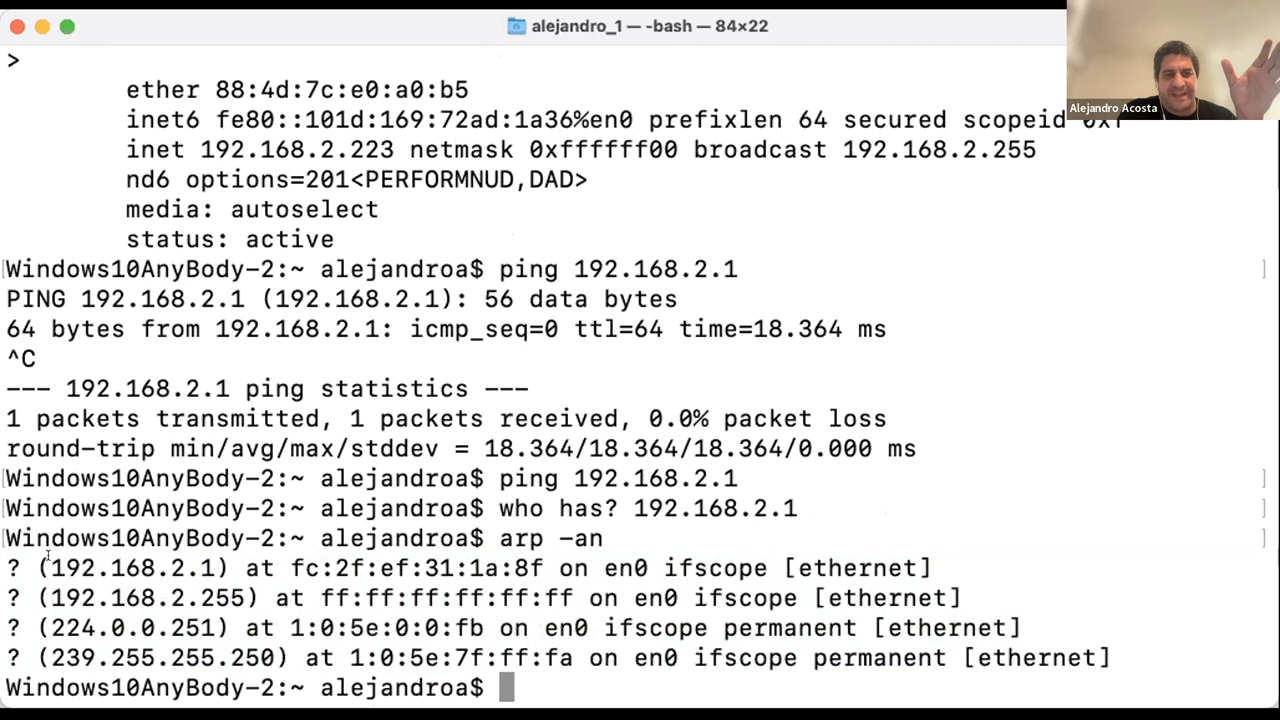 alejandro_1 — -bash — 84×22
>
ether 88:4d:7c:e0:a0:b5
inet6 fe80::101d:169:72ad:1a36%en0 prefixlen 64 secured scopeid 0xf
inet 192.168.2.223 netmask 0xffffff00 broadcast 192.168.2.255
nd6 options=201<PERFORMNUD,DAD>
media: autoselect
status: active
Windows10AnyBody-2:~ alejandroa$ ping 192.168.2.1
PING 192.168.2.1 (192.168.2.1): 56 data bytes
64 bytes from 192.168.2.1: icmp_seq=0 ttl=64 time=18.364 ms
^C
--- 192.168.2.1 ping statistics ---
1 packets transmitted, 1 packets received, 0.0% packet loss
round-trip min/avg/max/stddev = 18.364/18.364/18.364/0.000 ms
Windows10AnyBody-2:~ alejandroa$ ping 192.168.2.1
Windows10AnyBody-2:~ alejandroa$ who has? 192.168.2.1
Windows10AnyBody-2:~ alejandroa$ arp -an
? (192.168.2.1) at fc:2f:ef:31:1a:8f on en0 ifscope [ethernet]
? (192.168.2.255) at ff:ff:ff:ff:ff:ff on en0 ifscope [ethernet]
? (224.0.0.251) at 1:0:5e:0:0:fb on en0 ifscope permanent [ethernet]
? (239.255.255.250) at 1:0:5e:7f:ff:fa on en0 ifscope permanent [ethernet]
Windows10AnyBody-2:~ alejandroa$
Alejandro Acosta